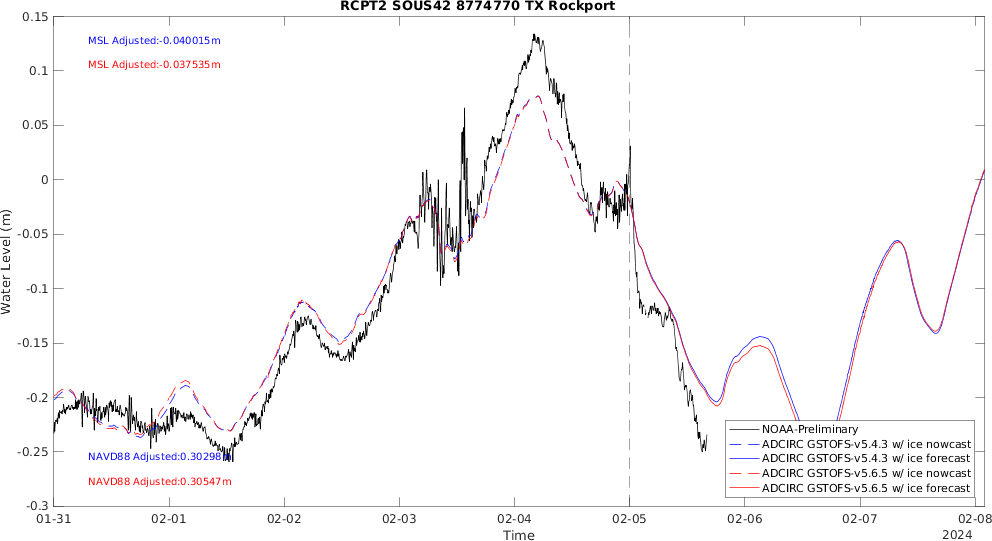 RCPT2 SOUS42 8774770 TX Rockport
MSL Adjusted:-0.040015m
MSL Adjusted:-0.037535m
0.15
0.1
0.05
0
-0.05
-0.1
-0.15
-0.2
-0.25
-0.3
Water Level (m)
NAVD88 Adjusted:0.30298m
NAVD88 Adjusted:0.30547m
NOAA-Preliminary
ADCIRC GSTOFS-v5.4.3 w/ ice nowcast
ADCIRC GSTOFS-v5.4.3 w/ ice forecast
ADCIRC GSTOFS-v5.6.5 w/ ice nowcast
ADCIRC GSTOFS-v5.6.5 w/ ice forecast
01-31 02-01 02-02 02-03 02-04 02-05 02-06 02-07 02-08
Time
2024